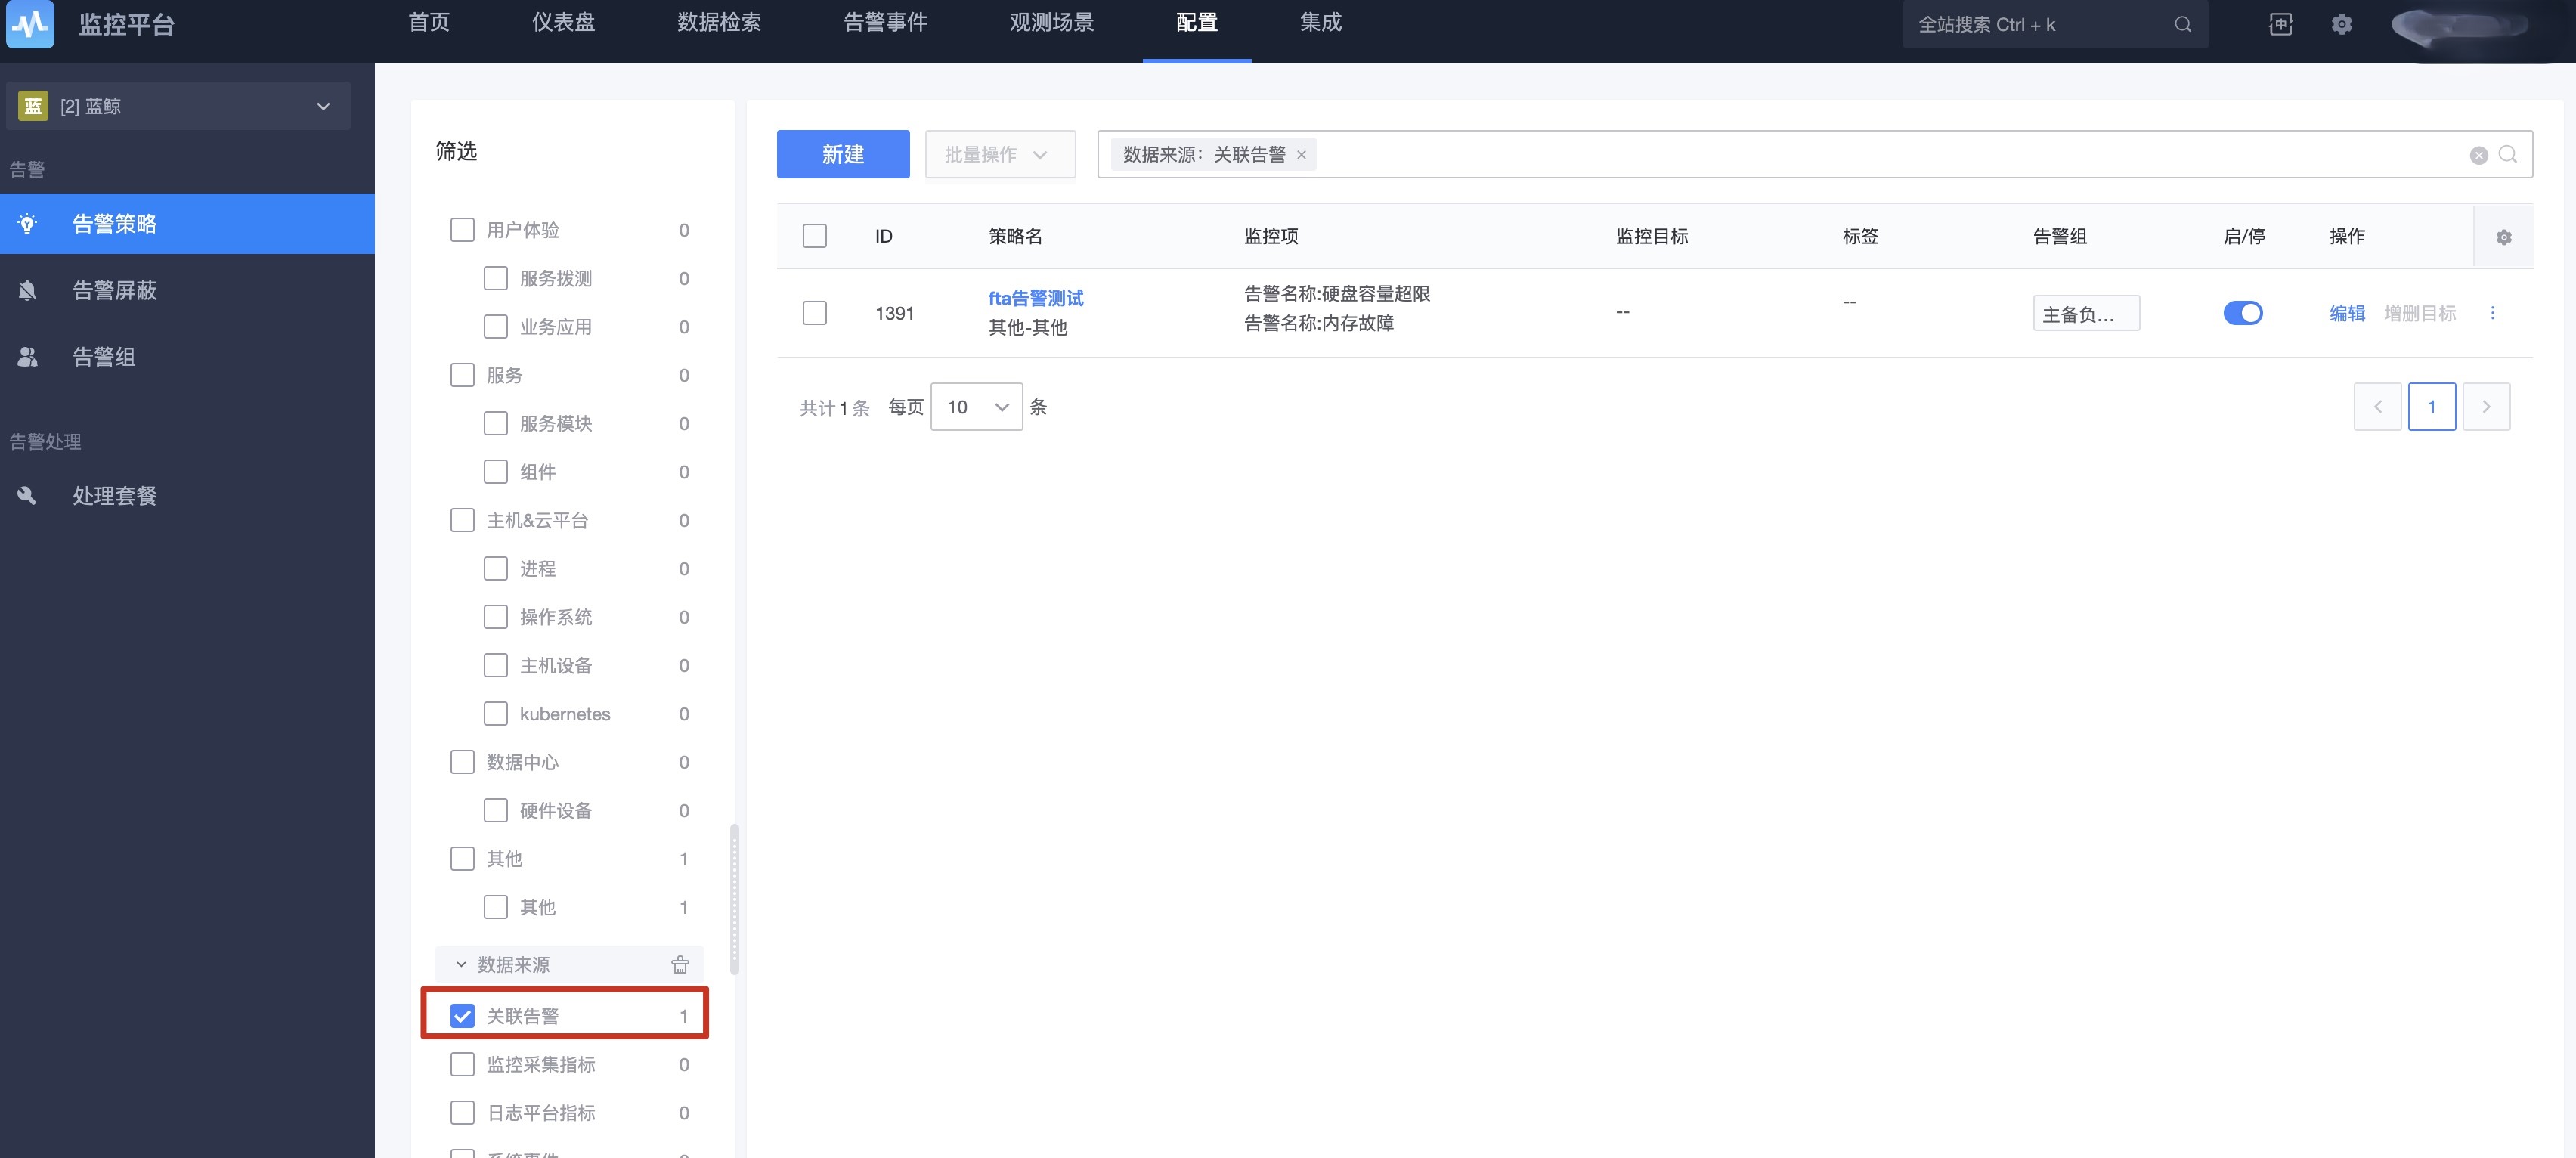 监控平台
首页 仪表盘 数据检索 告警事件 观测场景 配置 集成
全站搜索 Ctrl + k
中
蓝 [2] 蓝鲸
告警
告警策略
告警屏蔽
告警组
告警处理
处理套餐
筛选
用户体验 0
服务拨测 0
业务应用 0
服务 0
服务模块 0
组件 0
主机&云平台 0
进程 0
操作系统 0
主机设备 0
kubernetes 0
数据中心 0
硬件设备 0
其他 1
其他 1
数据来源
关联告警 1
监控采集指标 0
日志平台指标 0
新建 批量操作 数据来源：关联告警 ×
ID 策略名 监控项 监控目标 标签 告警组 启/停 操作
1391 fta告警测试 告警名称:硬盘容量超限 -- -- 主备负... 编辑 增删目标
其他-其他 告警名称:内存故障
共计 1 条 每页 10 条
1